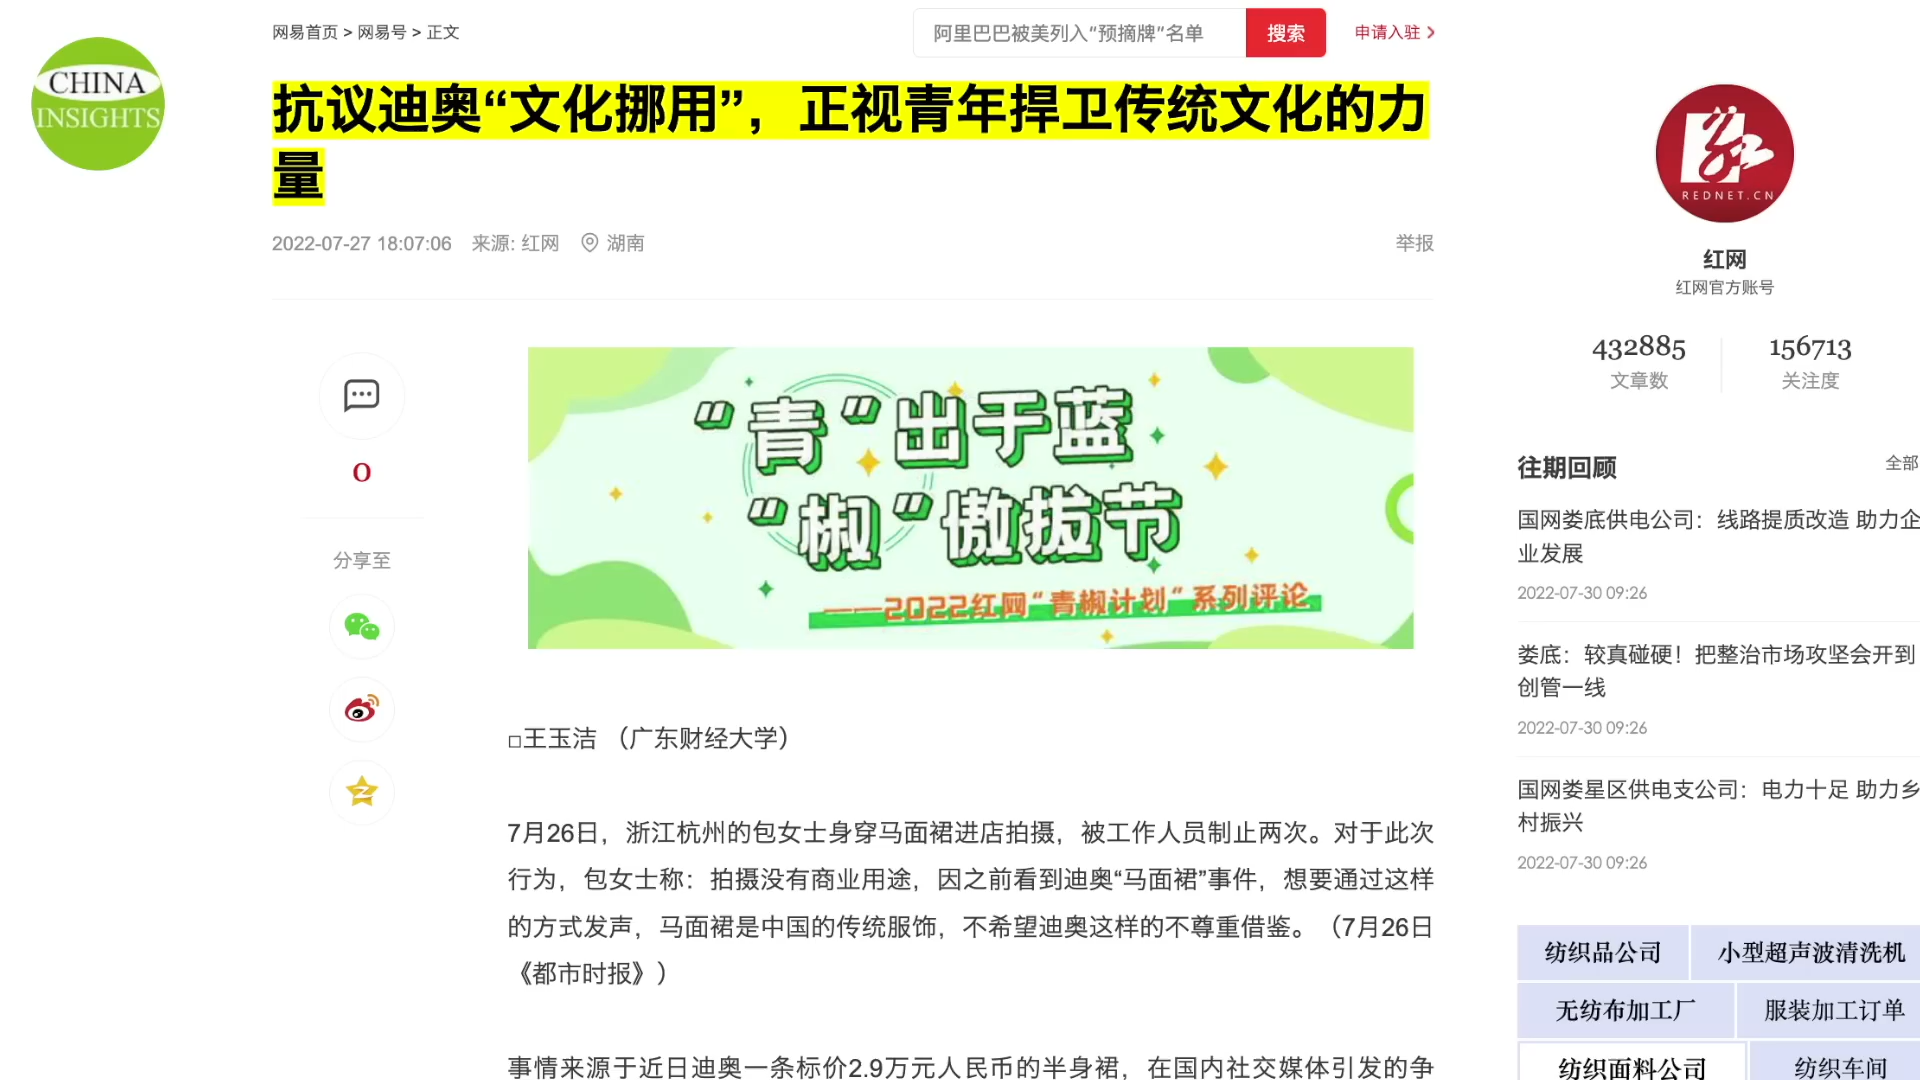 CHINA
INSIGHTS
网易首页 > 网易号 > 正文
阿里巴巴被美列入“预摘牌”名单
搜索
申请入驻
抗议迪奥“文化挪用”，正视青年捍卫传统文化的力
量
2022-07-27 18:07:06 来源: 红网 湖南
举报
0
分享至
“青”出于蓝
“椒”傲拔节
——2022红网“青椒计划”系列评论
□王玉洁 （广东财经大学）
7月26日，浙江杭州的包女士身穿马面裙进店拍摄，被工作人员制止两次。对于此次
行为，包女士称：拍摄没有商业用途，因之前看到迪奥“马面裙”事件，想要通过这样
的方式发声，马面裙是中国的传统服饰，不希望迪奥这样的不尊重借鉴。（7月26日
《都市时报》）
事情来源于近日迪奥一条标价2.9万元人民币的半身裙，在国内社交媒体引发的争
红
REDNET.CN
红网
红网官方账号
432885
文章数
156713
关注度
往期回顾
全部
国网娄底供电公司：线路提质改造 助力企
业发展
2022-07-30 09:26
娄底：较真碰硬！把整治市场攻坚会开到
创管一线
2022-07-30 09:26
国网娄星区供电支公司：电力十足 助力乡
村振兴
2022-07-30 09:26
纺织品公司
小型超声波清洗机
无纺布加工厂
服装加工订单
纺织面料公司
纺织车间